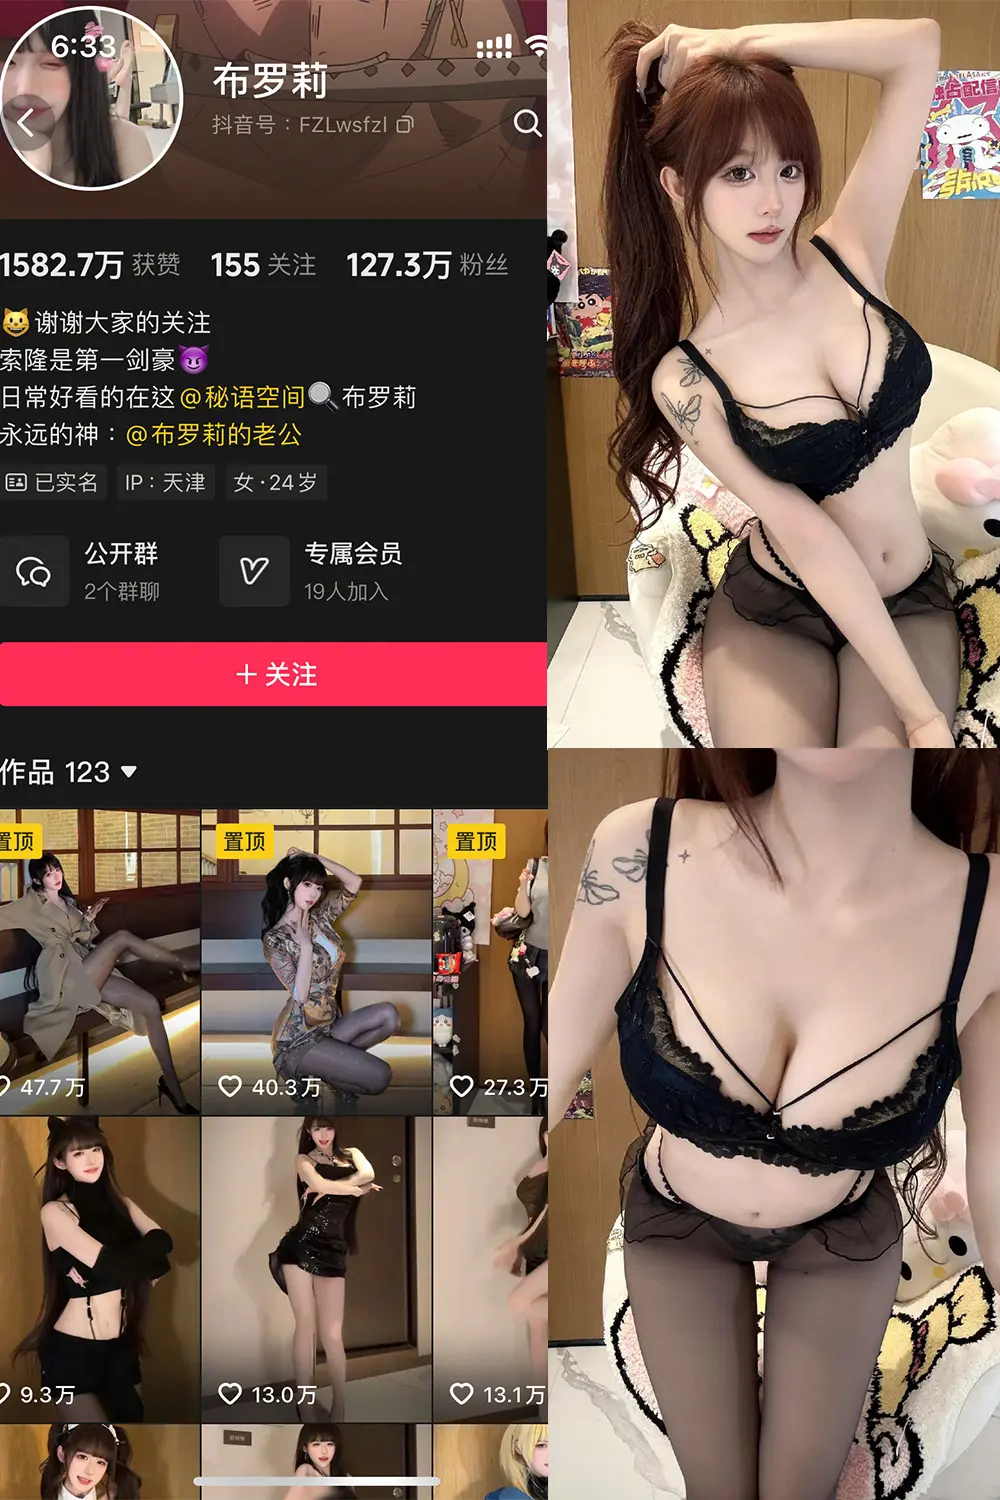 6:33
布罗莉
抖音号：FZLwsfzl
1582.7万 获赞 155 关注 127.3万 粉丝
谢谢大家的关注
索隆是第一剑豪
日常好看的在这@秘语空间🔍布罗莉
永远的神：@布罗莉的老公
已实名 IP：天津 女·24岁
公开群 专属会员
2个群聊 19人加入
＋关注
作品 123
置顶 置顶 置顶
47.7万 40.3万 27.3万
9.3万 13.0万 13.1万
独占配信